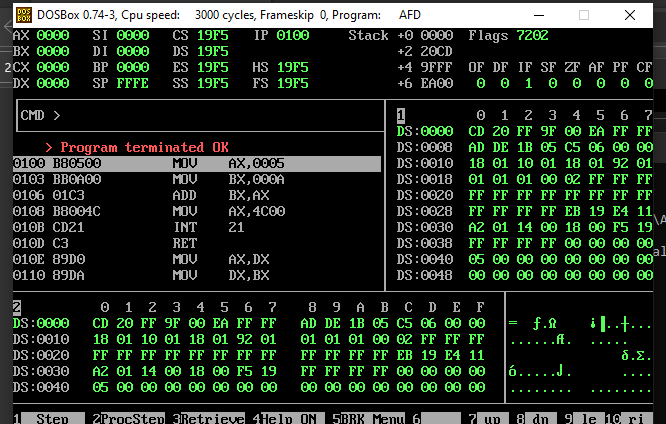 DOSBox 0.74-3, Cpu speed: 3000 cycles, Frameskip 0, Program: AFD
AX 0000 SI 0000 CS 19F5 IP 0100 Stack +0 0000 Flags 7202
BX 0000 DI 0000 DS 19F5 +2 20CD
CX 0000 BP 0000 ES 19F5 HS 19F5 +4 9FFF OF DF IF SF ZF AF PF CF
DX 0000 SP FFFE SS 19F5 FS 19F5 +6 EA00 0 0 1 0 0 0 0 0
CMD >
1 0 1 2 3 4 5 6 7
DS:0000 CD 20 FF 9F 00 EA FF FF
DS:0008 AD DE 1B 05 C5 06 00 00
DS:0010 18 01 10 01 18 01 92 01
DS:0018 01 01 01 00 02 FF FF FF
DS:0020 FF FF FF FF FF FF FF FF
DS:0028 FF FF FF FF EB 19 E4 11
DS:0030 A2 01 14 00 18 00 F5 19
DS:0038 FF FF FF FF 00 00 00 00
DS:0040 05 00 00 00 00 00 00 00
DS:0048 00 00 00 00 00 00 00 00
> Program terminated OK
0100 B80500 MOV AX,0005
0103 BB0A00 MOV BX,000A
0106 01C3 ADD BX,AX
0108 B8004C MOV AX,4C00
010B CD21 INT 21
010D C3 RET
010E 89D0 MOV AX,DX
0110 89DA MOV DX,BX
2 0 1 2 3 4 5 6 7 8 9 A B C D E F
DS:0000 CD 20 FF 9F 00 EA FF FF AD DE 1B 05 C5 06 00 00
DS:0010 18 01 10 01 18 01 92 01 01 01 01 00 02 FF FF FF
DS:0020 FF FF FF FF FF FF FF FF FF FF FF FF EB 19 E4 11
DS:0030 A2 01 14 00 18 00 F5 19 FF FF FF FF 00 00 00 00
DS:0040 05 00 00 00 00 00 00 00 00 00 00 00 00 00 00 00
1 Step 2ProcStep 3Retrieve 4Help ON 5BRK Menu 6 7 up 8 dn 9 le 10 ri